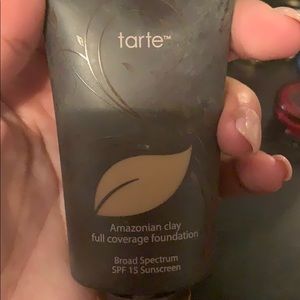 tarte™
Amazonian clay
full coverage foundation
Broad Spectrum
SPF 15 Sunscreen